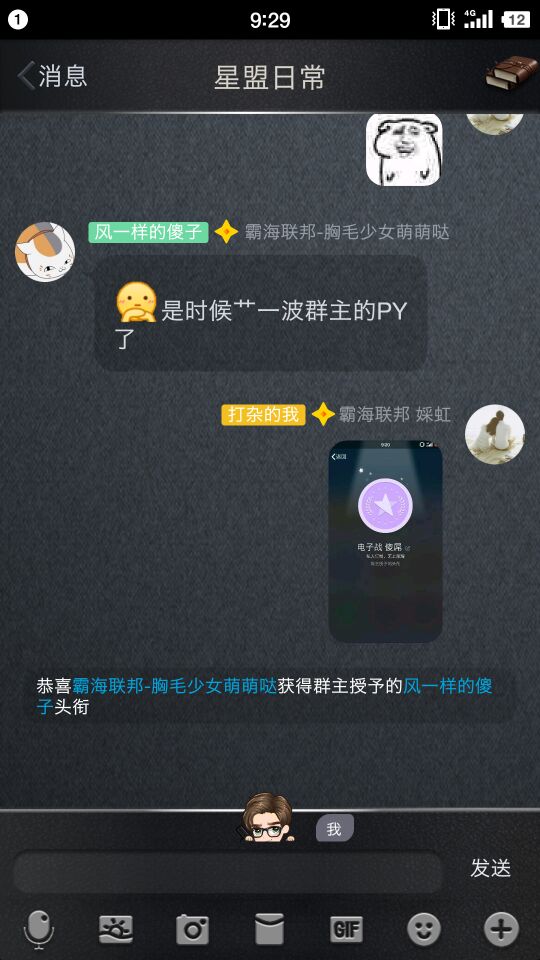 1
9:29
4G
12
消息
星盟日常
风一样的傻子
霸海联邦-胸毛少女萌萌哒
是时候艹一波群主的PY
了
打杂的我
霸海联邦 婇虹
9:29
返回
电子战 傻屌
恭喜霸海联邦-胸毛少女萌萌哒获得群主授予的风一样的傻
子头衔
我
发送
GIF